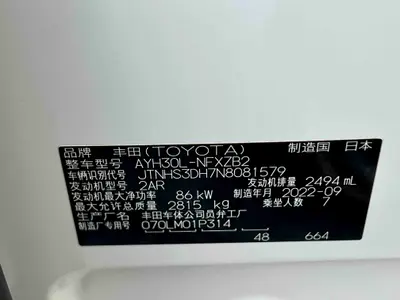 品牌 丰田(TOYOTA) 制造国 日本
整车型号 AYH30L-NFXZB2
车辆识别代号 JTNHS3DH7N8081579
发动机型号 2AR 发动机排量 2494 mL
发动机最大净功率 86 kW 制造年月 2022-09
最大允许总质量 2815 kg 乘坐人数 7
生产厂名 丰田车体公司员弁工厂
制造厂专用号 070LM01P314
48 664